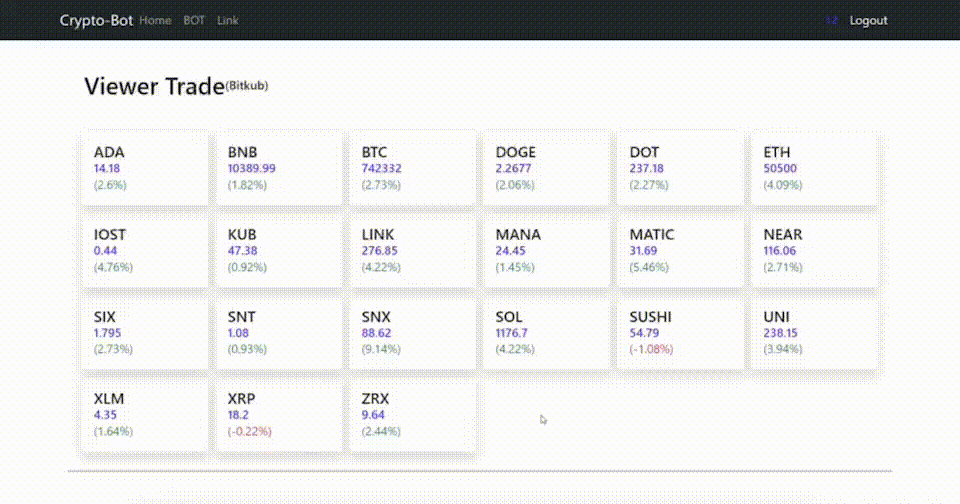 Crypto-Bot Home BOT Link 12 Logout
Viewer Trade(Bitkub)
ADA BNB BTC DOGE DOT ETH
14.18 10389.99 742332 2.2677 237.18 50500
(2.6%) (1.82%) (2.73%) (2.06%) (2.27%) (4.09%)
IOST KUB LINK MANA MATIC NEAR
0.44 47.38 276.85 24.45 31.69 116.06
(4.76%) (0.92%) (4.22%) (1.45%) (5.46%) (2.71%)
SIX SNT SNX SOL SUSHI UNI
1.795 1.08 88.62 1176.7 54.79 238.15
(2.73%) (0.93%) (9.14%) (4.22%) (-1.08%) (3.94%)
XLM XRP ZRX
4.35 18.2 9.64
(1.64%) (-0.22%) (2.44%)